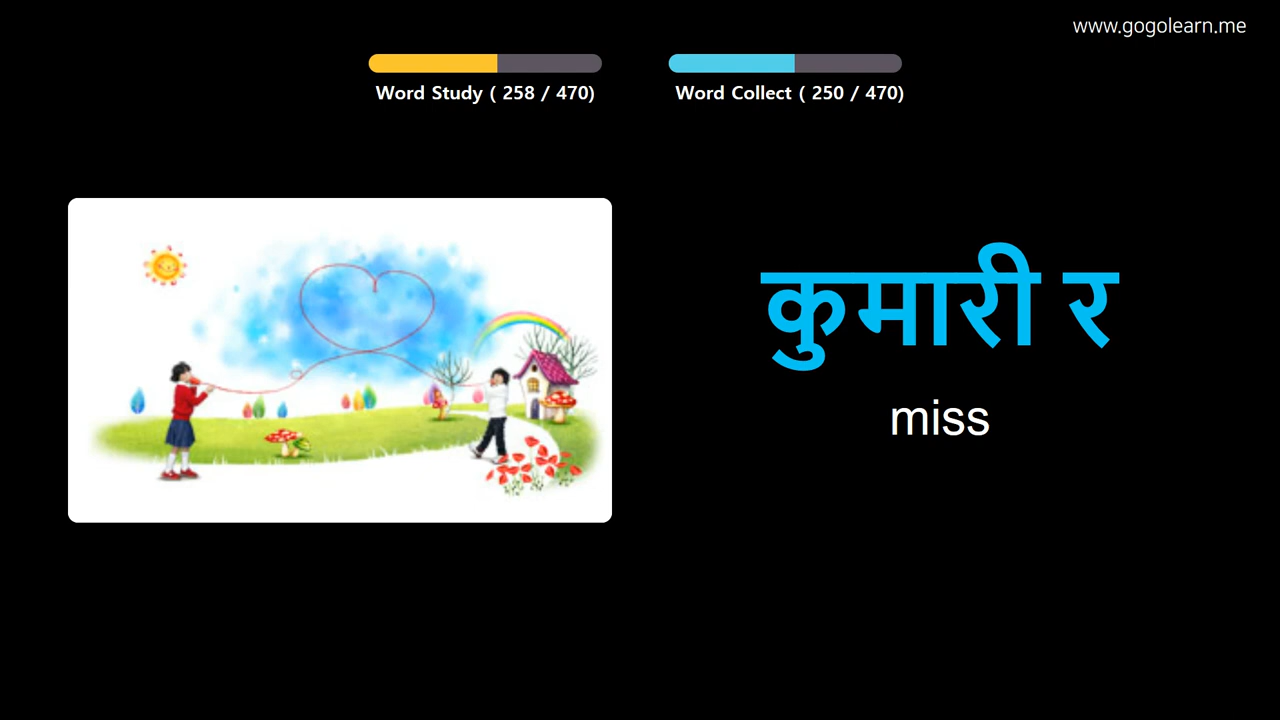 www.gogolearn.me
Word Study ( 258 / 470)
Word Collect ( 250 / 470)
कुमारी र
miss